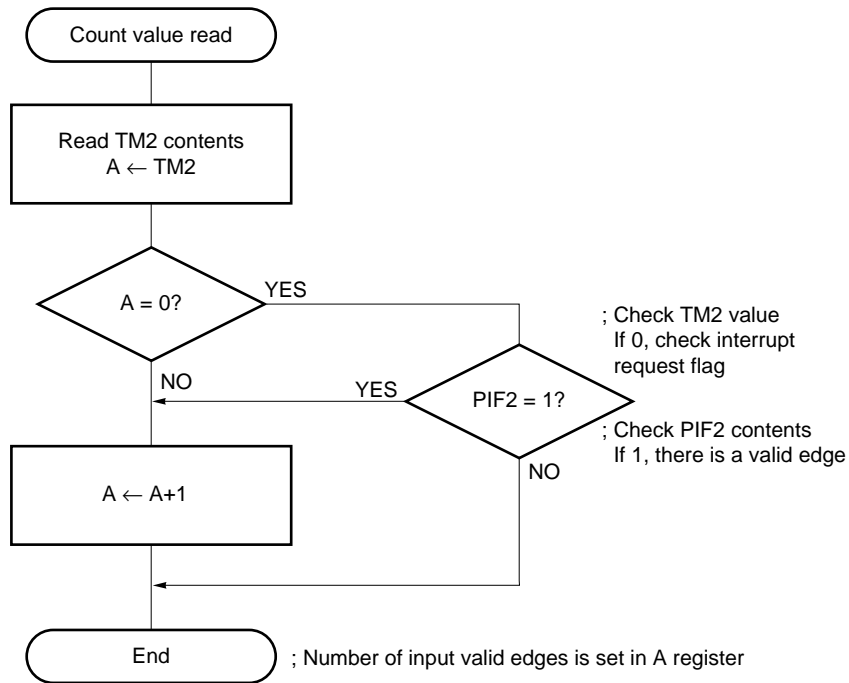 Count value read
Read TM2 contents
A ← TM2
A = 0?
YES
; Check TM2 value
If 0, check interrupt
request flag
NO
YES
PIF2 = 1?
; Check PIF2 contents
If 1, there is a valid edge
NO
A ← A+1
End
; Number of input valid edges is set in A register